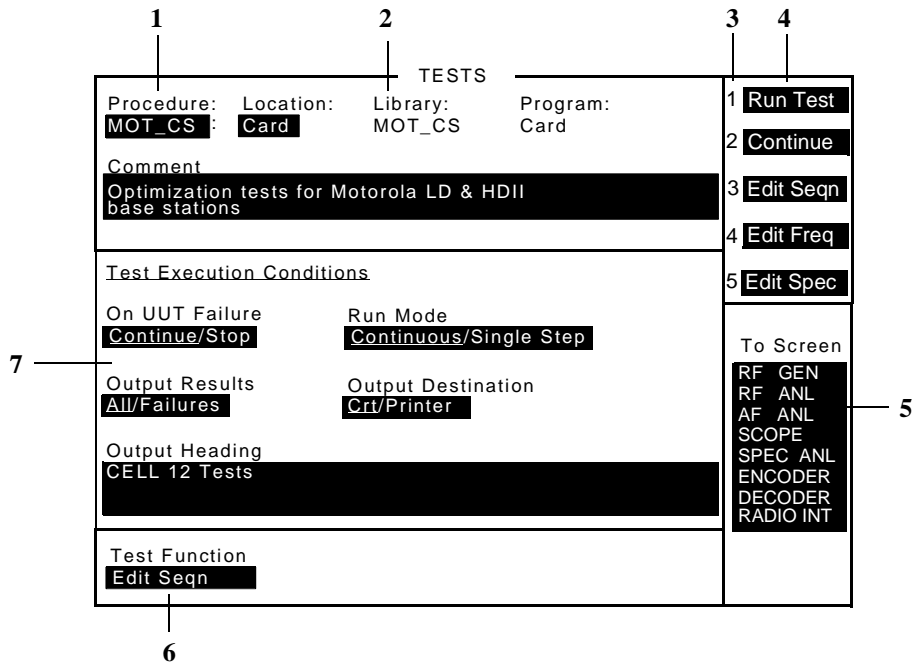 1 2 3 4
TESTS
Procedure: Location: Library: Program:
MOT_CS : Card MOT_CS Card
Comment
Optimization tests for Motorola LD & HDII
base stations
1 Run Test
2 Continue
3 Edit Seqn
4 Edit Freq
5 Edit Spec
Test Execution Conditions
On UUT Failure Run Mode
Continue/Stop Continuous/Single Step
7
Output Results Output Destination
All/Failures Crt/Printer
Output Heading
CELL 12 Tests
To Screen
RF GEN
RF ANL
AF ANL
SCOPE
SPEC ANL
ENCODER
DECODER
RADIO INT
5
Test Function
Edit Seqn
6